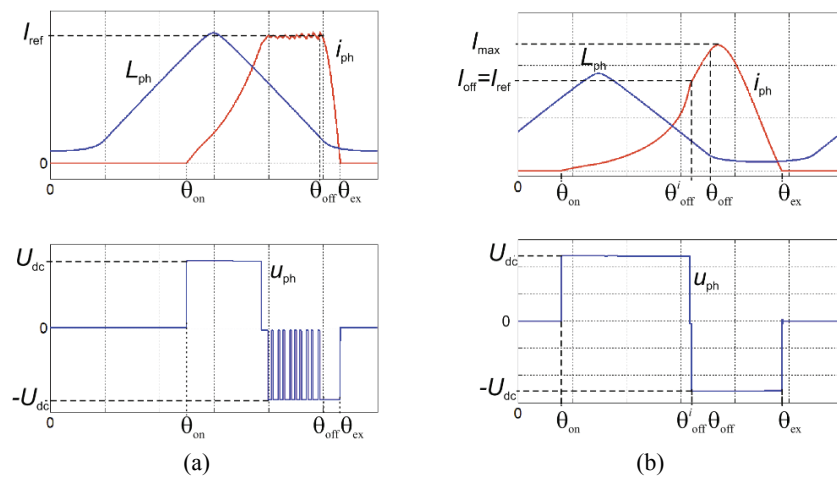 I_ref
L_ph
i_ph
0
0
θ_on
θ_off θ_ex
U_dc
u_ph
0
-U_dc
0
θ_on
θ_off θ_ex
(a)
I_max
L_ph
I_off=I_ref
i_ph
0
θ_on
θ^i_off
θ_off
θ_ex
U_dc
u_ph
0
-U_dc
0
θ_on
θ^i_off θ_off
θ_ex
(b)